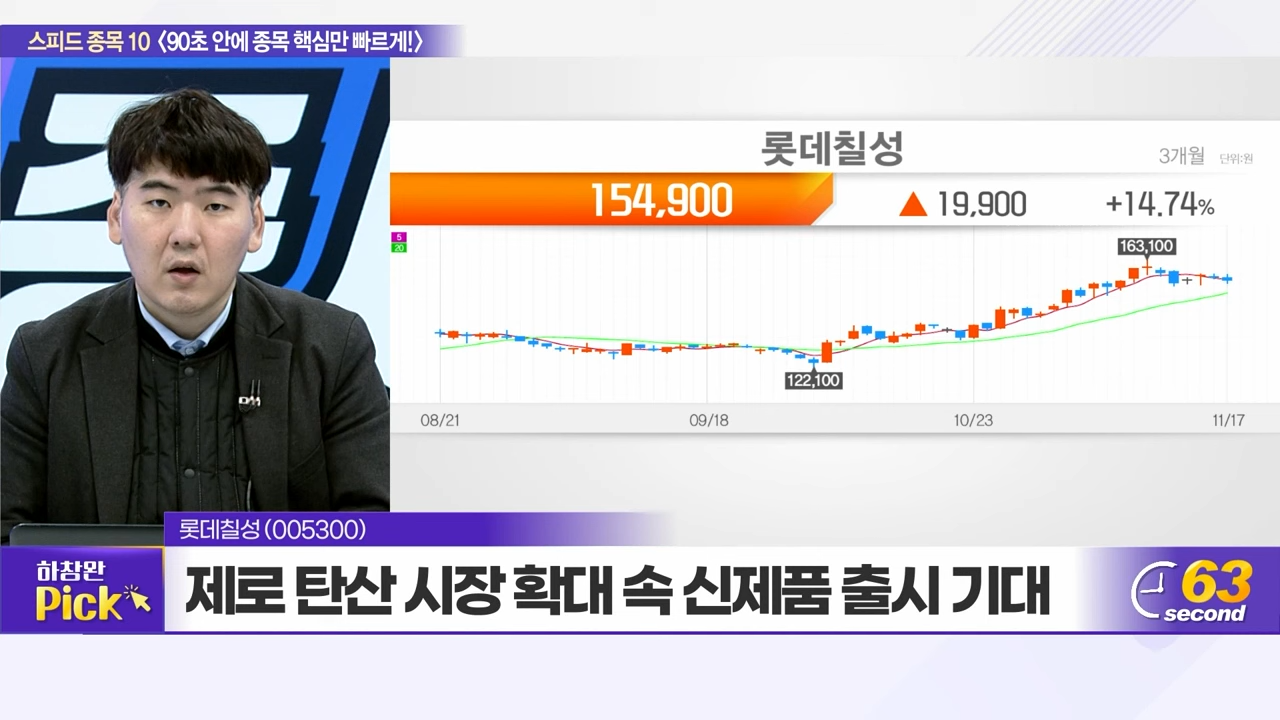 스피드 종목 10 〈90초 안에 종목 핵심만 빠르게!〉
롯데칠성
3개월 단위:원
154,900 ▲ 19,900 +14.74%
5
20
163,100
122,100
08/21 09/18 10/23 11/17
롯데칠성 (005300)
하창완
Pick
제로 탄산 시장 확대 속 신제품 출시 기대
63
second